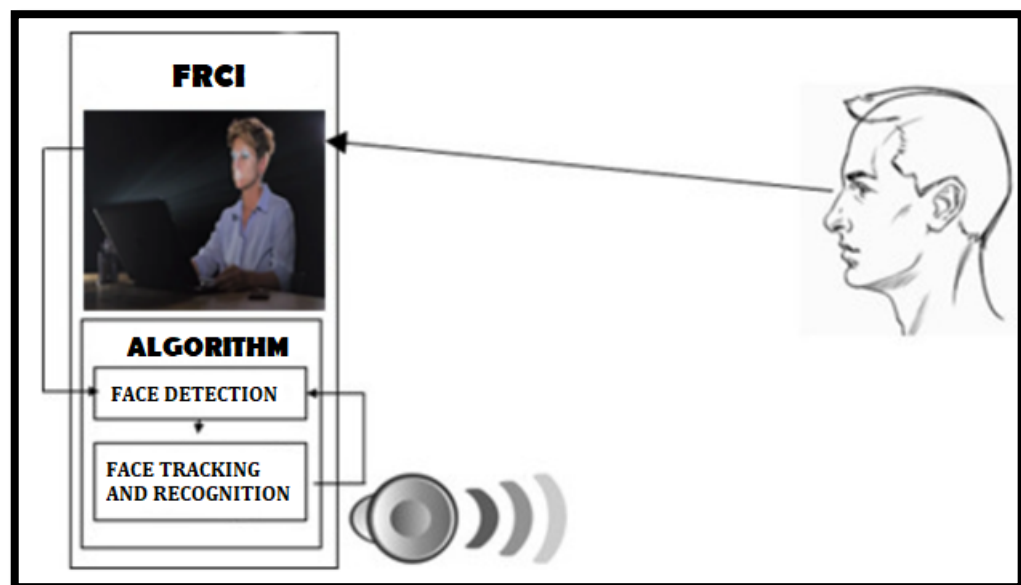 FRCI
ALGORITHM
FACE DETECTION
FACE TRACKING
AND RECOGNITION